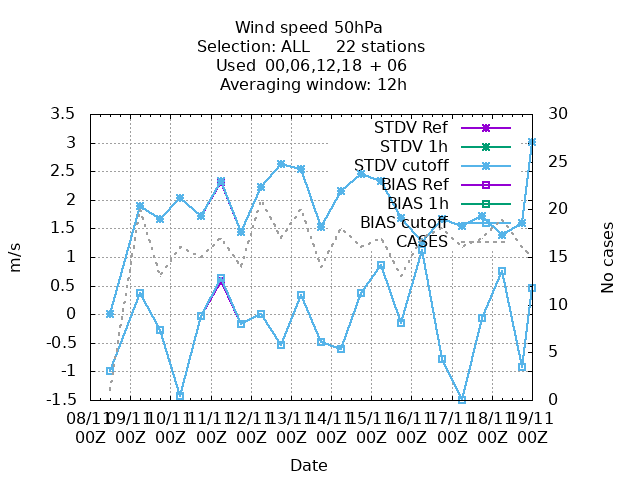 Wind speed 50hPa
Selection: ALL 22 stations
Used 00,06,12,18 + 06
Averaging window: 12h
3.5
3
2.5
2
1.5
1
0.5
0
-0.5
-1
-1.5
m/s
30
25
20
15
10
5
0
No cases
STDV Ref
STDV 1h
STDV cutoff
BIAS Ref
BIAS 1h
BIAS cutoff
CASES
08/11 09/11 10/11 11/11 12/11 13/11 14/11 15/11 16/11 17/11 18/11 19/11
00Z 00Z 00Z 00Z 00Z 00Z 00Z 00Z 00Z 00Z 00Z 00Z
Date